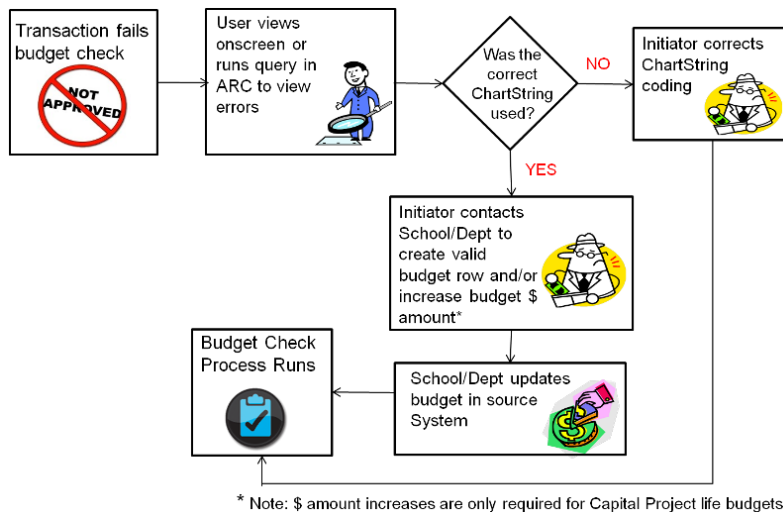 Transaction fails
budget check
NOT
APPROVED
User views
onscreen or
runs query in
ARC to view
errors
Was the
correct
ChartString
used?
NO
Initiator corrects
ChartString
coding
YES
Initiator contacts
School/Dept to
create valid
budget row and/or
increase budget $
amount*
Budget Check
Process Runs
School/Dept updates
budget in source
System
* Note: $ amount increases are only required for Capital Project life budgets